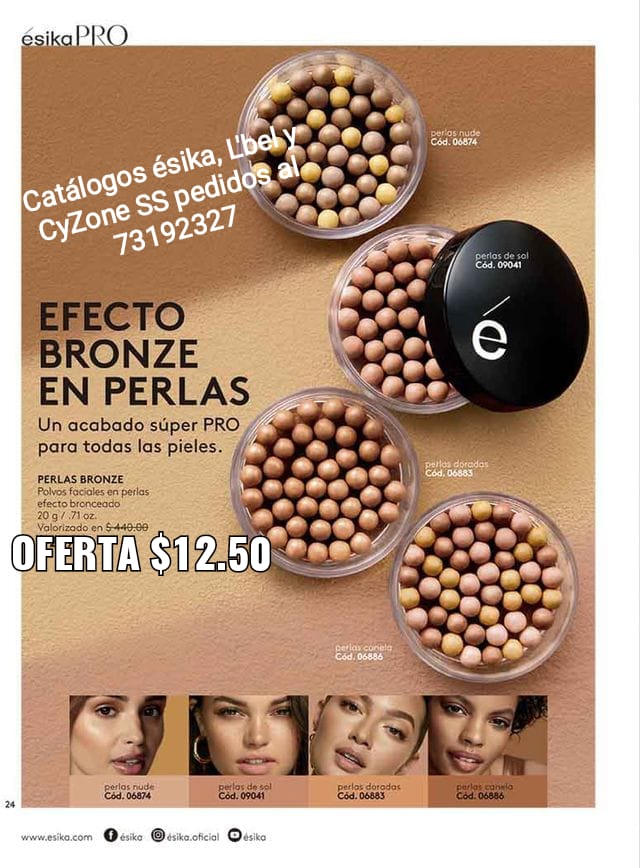 ésika PRO
perlas nude
Cód. 06874
Catálogos ésika, L'bel y
CyZone SS pedidos al
73192327
perlas de sol
Cód. 09041
é
EFECTO
BRONZE
EN PERLAS
Un acabado súper PRO
para todas las pieles.
perlas doradas
Cód. 06883
PERLAS BRONZE
Polvos faciales en perlas
efecto bronceado
20 g / .71 oz.
Valorizado en $ 440.00
OFERTA $12.50
perlas canela
Cód. 06886
perlas nude
Cód. 06874
perlas de sol
Cód. 09041
perlas doradas
Cód. 06883
perlas canela
Cód. 06886
24
www.esika.com ésika ésika.oficial ésika